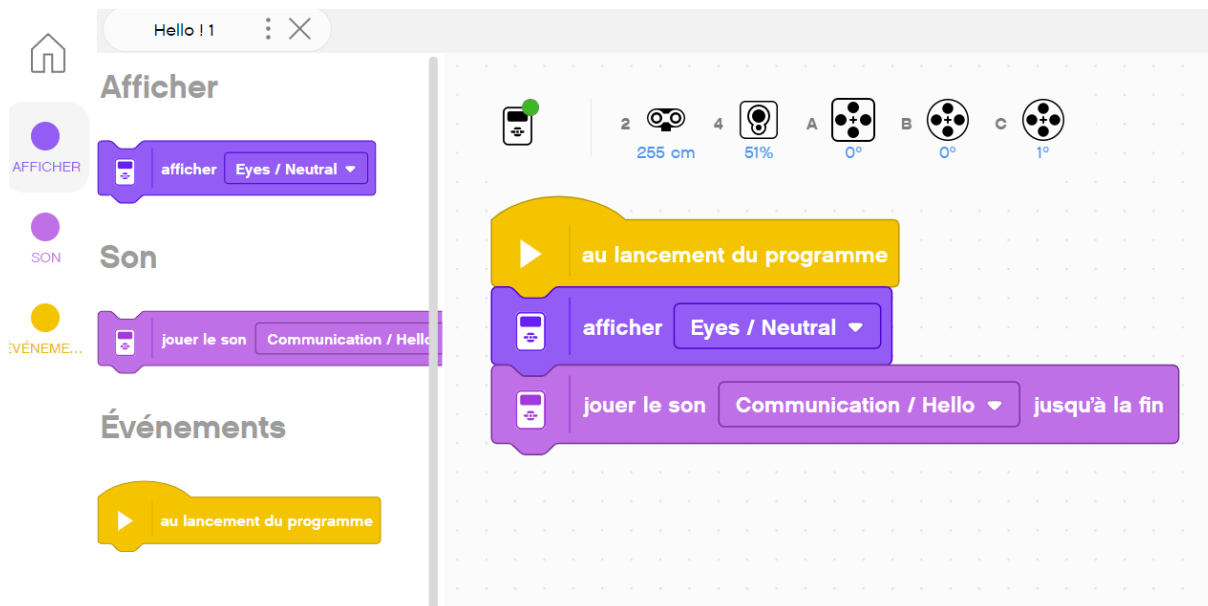 Hello ! 1
AFFICHER
SON
ÉVÉNEME...
Afficher
afficher Eyes / Neutral
Son
jouer le son Communication / Hello
Événements
au lancement du programme
2 255 cm
4 51%
A 0°
B 0°
C 1°
au lancement du programme
afficher Eyes / Neutral
jouer le son Communication / Hello jusqu'à la fin